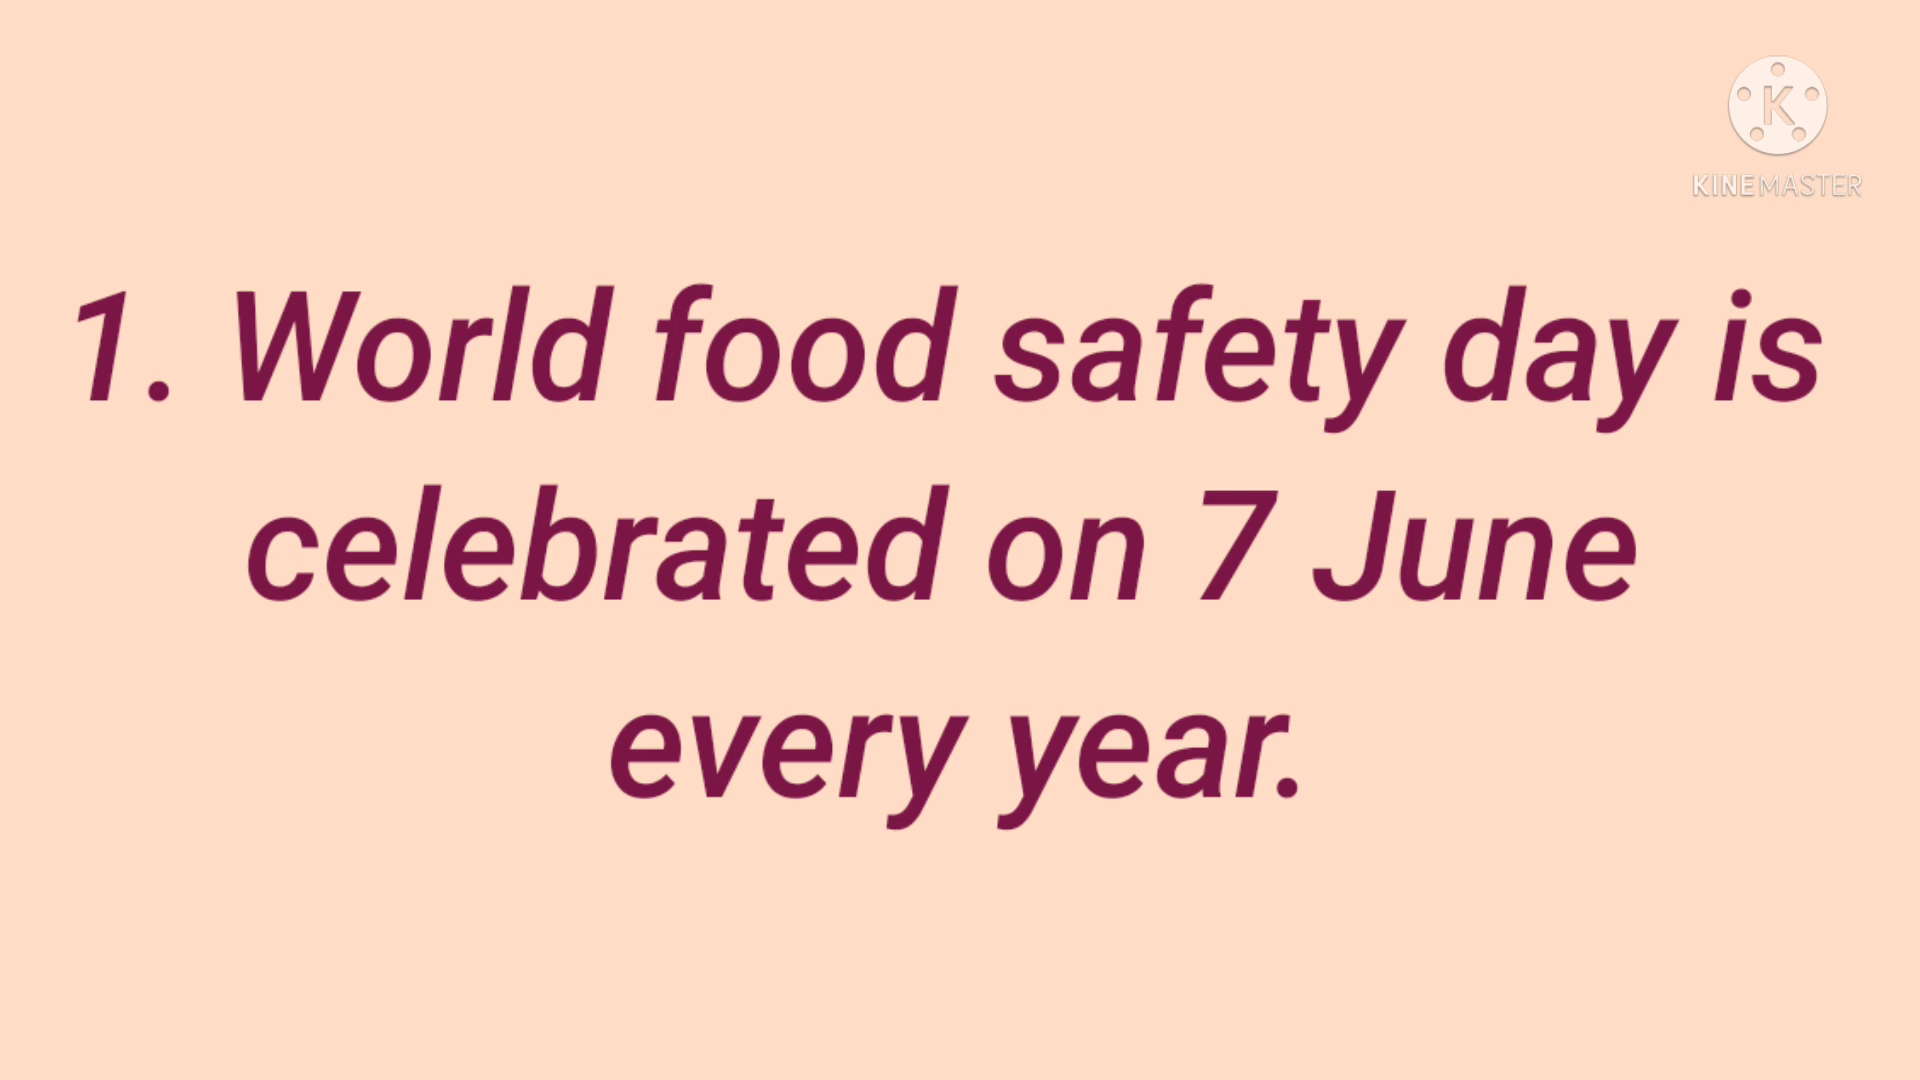 K
KINEMASTER
1. World food safety day is
celebrated on 7 June
every year.